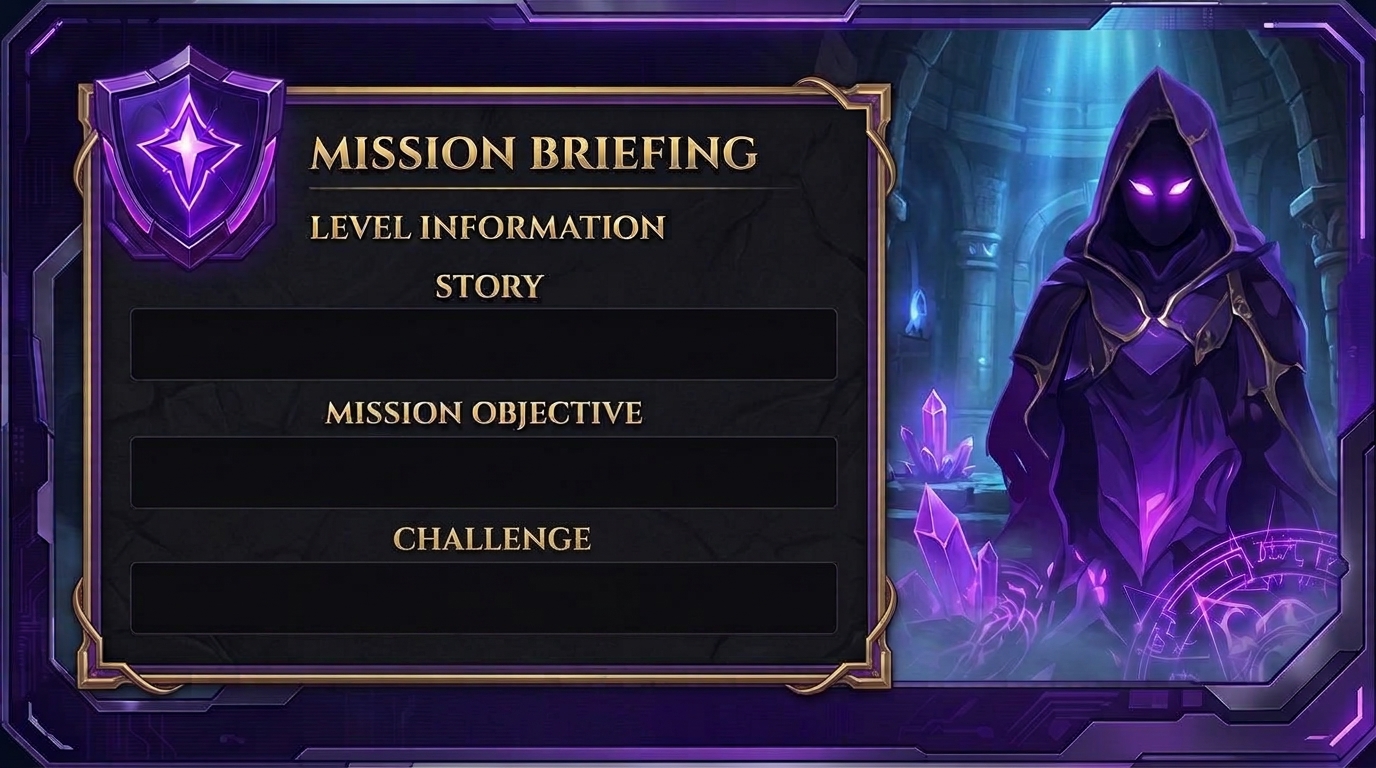 MISSION BRIEFING
LEVEL INFORMATION
STORY
MISSION OBJECTIVE
CHALLENGE